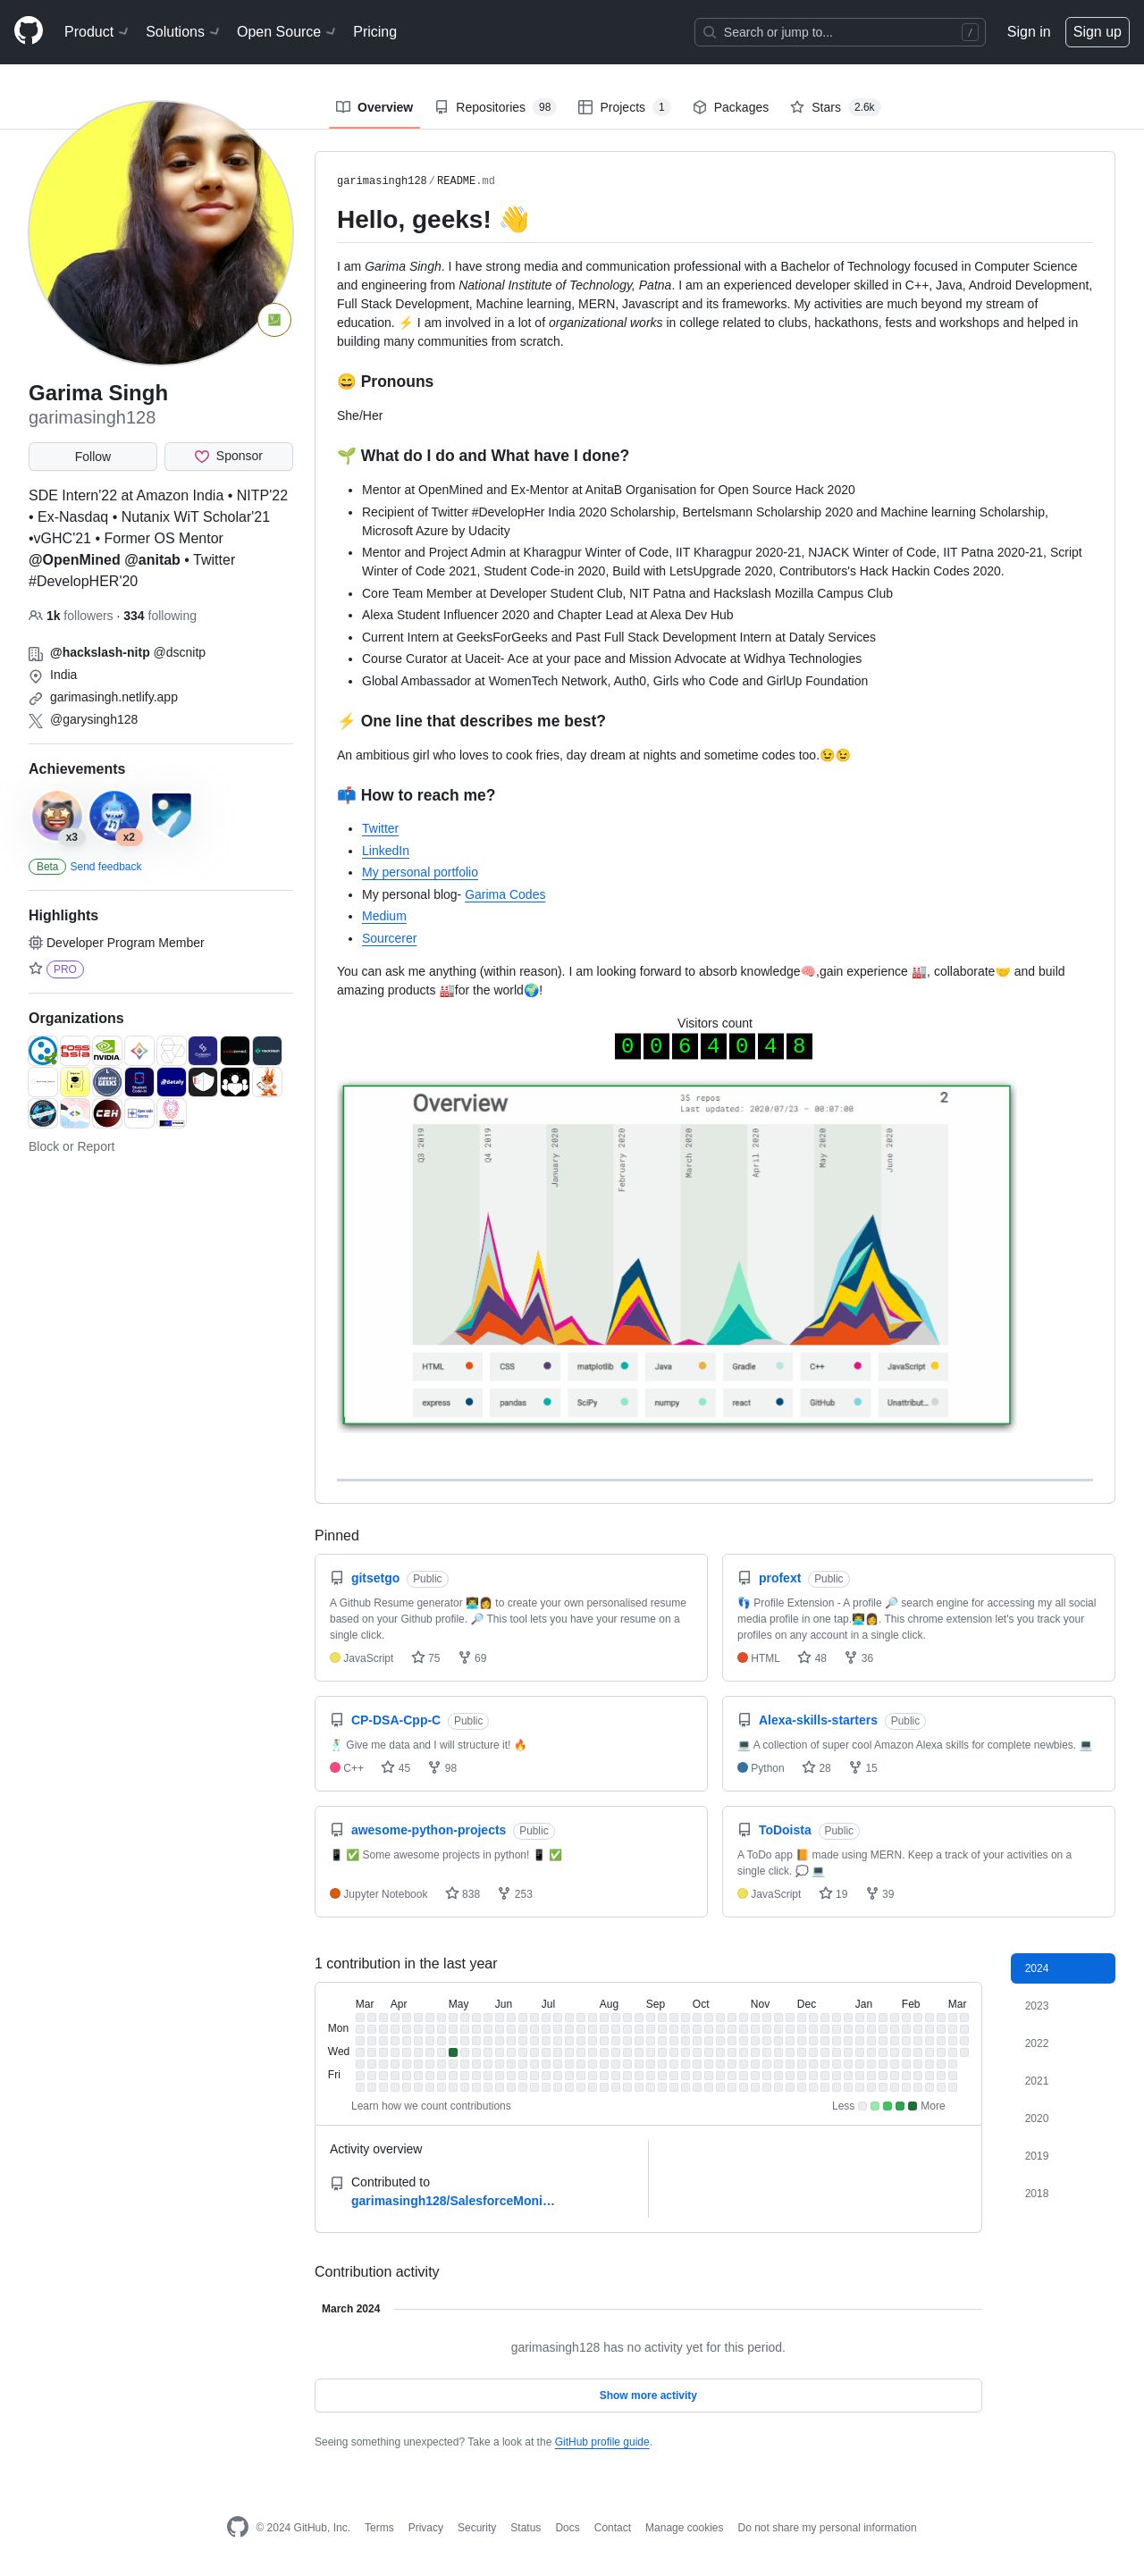 Product Solutions Open Source Pricing Search or jump to... / Sign in Sign up
Overview Repositories 98 Projects 1 Packages Stars 2.6k
Garima Singh
garimasingh128
Follow Sponsor
SDE Intern'22 at Amazon India • NITP'22
• Ex-Nasdaq • Nutanix WiT Scholar'21
•vGHC'21 • Former OS Mentor
@OpenMined @anitab • Twitter
#DevelopHER'20
1k followers · 334 following
@hackslash-nitp @dscnitp
India
garimasingh.netlify.app
@garysingh128
Achievements
x3 x2
Beta Send feedback
Highlights
Developer Program Member
PRO
Organizations
Block or Report
garimasingh128/README.md
Hello, geeks! 👋
I am Garima Singh. I have strong media and communication professional with a Bachelor of Technology focused in Computer Science
and engineering from National Institute of Technology, Patna. I am an experienced developer skilled in C++, Java, Android Development,
Full Stack Development, Machine learning, MERN, Javascript and its frameworks. My activities are much beyond my stream of
education. ⚡ I am involved in a lot of organizational works in college related to clubs, hackathons, fests and workshops and helped in
building many communities from scratch.
😄 Pronouns
She/Her
🌱 What do I do and What have I done?
• Mentor at OpenMined and Ex-Mentor at AnitaB Organisation for Open Source Hack 2020
• Recipient of Twitter #DevelopHer India 2020 Scholarship, Bertelsmann Scholarship 2020 and Machine learning Scholarship,
Microsoft Azure by Udacity
• Mentor and Project Admin at Kharagpur Winter of Code, IIT Kharagpur 2020-21, NJACK Winter of Code, IIT Patna 2020-21, Script
Winter of Code 2021, Student Code-in 2020, Build with LetsUpgrade 2020, Contributors's Hack Hackin Codes 2020.
• Core Team Member at Developer Student Club, NIT Patna and Hackslash Mozilla Campus Club
• Alexa Student Influencer 2020 and Chapter Lead at Alexa Dev Hub
• Current Intern at GeeksForGeeks and Past Full Stack Development Intern at Dataly Services
• Course Curator at Uaceit- Ace at your pace and Mission Advocate at Widhya Technologies
• Global Ambassador at WomenTech Network, Auth0, Girls who Code and GirlUp Foundation
⚡ One line that describes me best?
An ambitious girl who loves to cook fries, day dream at nights and sometime codes too.😉😉
📫 How to reach me?
• Twitter
• LinkedIn
• My personal portfolio
• My personal blog- Garima Codes
• Medium
• Sourcerer
You can ask me anything (within reason). I am looking forward to absorb knowledge🧠,gain experience 🏭, collaborate🤝 and build
amazing products 🏭for the world🌍!
Visitors count
0 0 6 4 0 4 8
Overview 35 repos 2
Last updated: 2020/07/23 - 00:07:00
Q3 2019 Q4 2019 January 2020 February 2020 March 2020 April 2020 May 2020 June 2020
HTML CSS matplotlib Java Gradle C++ JavaScript
express pandas SciPy numpy react GitHub Unattribut...
Pinned
gitsetgo Public
A Github Resume generator 👨‍💻👩 to create your own personalised resume
based on your Github profile. 🔎 This tool lets you have your resume on a
single click.
JavaScript 75 69
profext Public
👣 Profile Extension - A profile 🔎 search engine for accessing my all social
media profile in one tap.👨‍💻👩. This chrome extension let's you track your
profiles on any account in a single click.
HTML 48 36
CP-DSA-Cpp-C Public
🕺 Give me data and I will structure it! 🔥
C++ 45 98
Alexa-skills-starters Public
💻 A collection of super cool Amazon Alexa skills for complete newbies. 💻
Python 28 15
awesome-python-projects Public
📱 ✅ Some awesome projects in python! 📱 ✅
Jupyter Notebook 838 253
ToDoista Public
A ToDo app 📙 made using MERN. Keep a track of your activities on a
single click. 💭 💻
JavaScript 19 39
1 contribution in the last year
Mar Apr May Jun Jul Aug Sep Oct Nov Dec Jan Feb Mar
Mon
Wed
Fri
Learn how we count contributions Less More
Activity overview
Contributed to
garimasingh128/SalesforceMoni…
2024
2023
2022
2021
2020
2019
2018
Contribution activity
March 2024
garimasingh128 has no activity yet for this period.
Show more activity
Seeing something unexpected? Take a look at the GitHub profile guide.
© 2024 GitHub, Inc. Terms Privacy Security Status Docs Contact Manage cookies Do not share my personal information